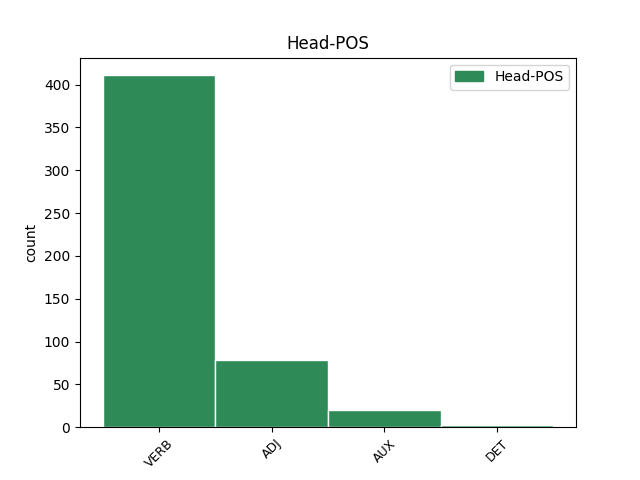 Head-POS
Head-POS
count
400
350
300
250
200
150
100
50
0
VERB
ADJ
AUX
DET